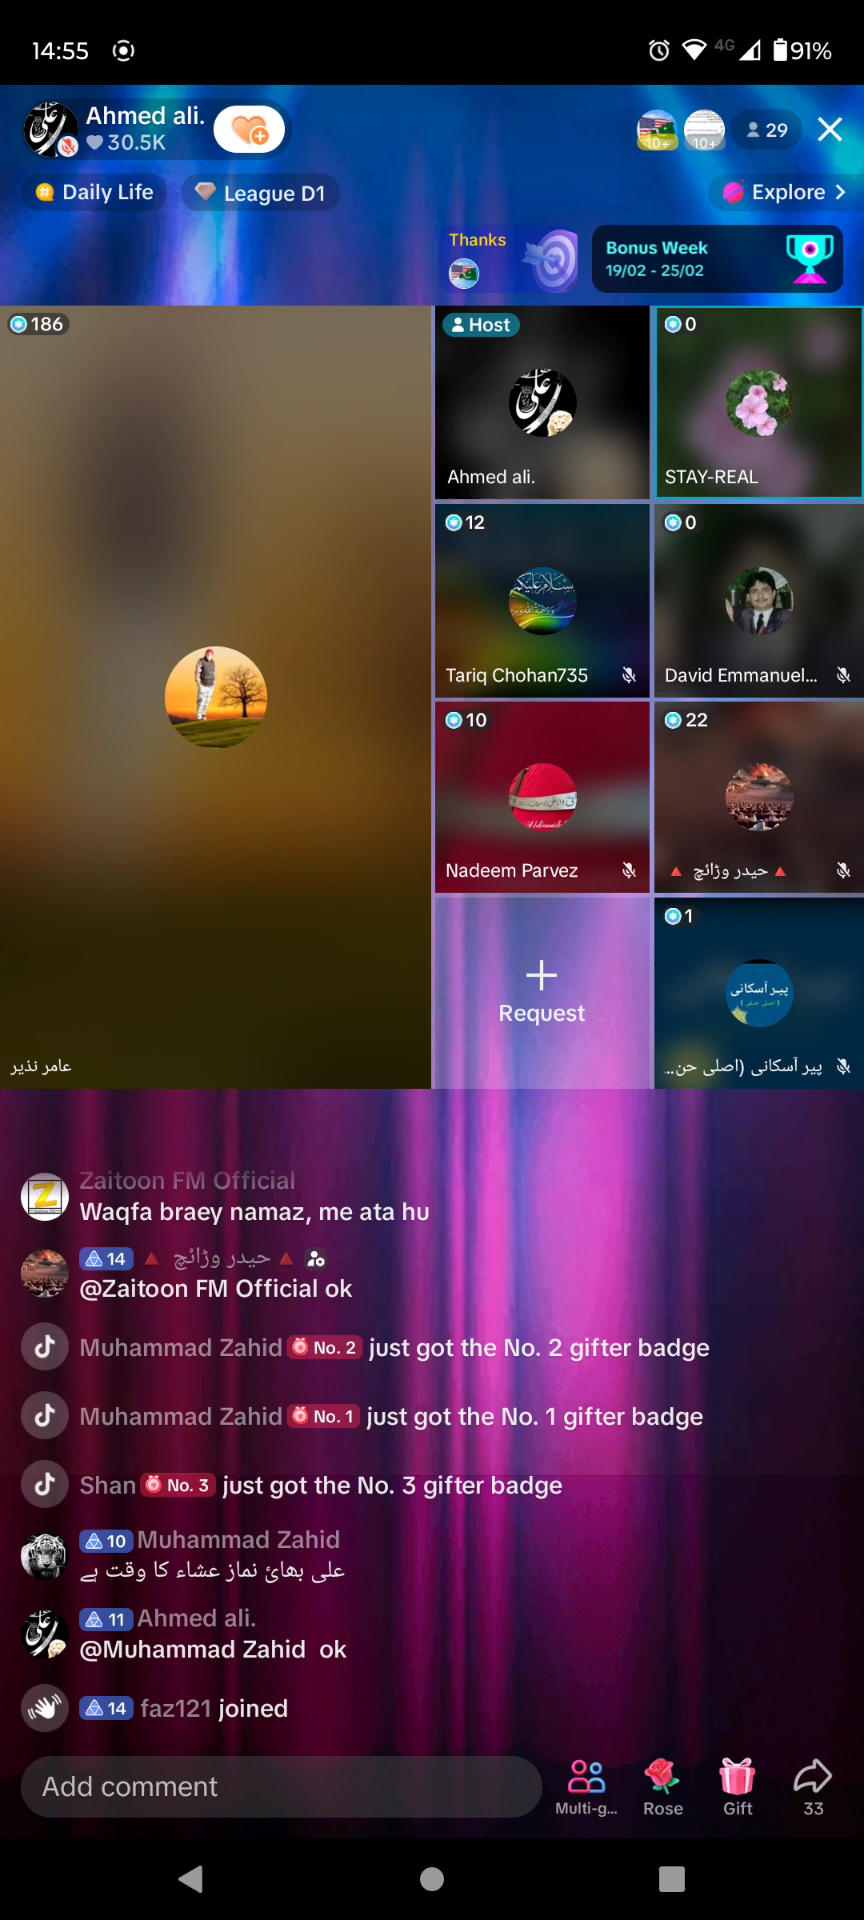 14:55
4G
91%
Ahmed ali.
30.5K
10+
10+
29
Daily Life
League D1
Explore
Thanks
Bonus Week
19/02 - 25/02
186
عامر نذیر
Host
Ahmed ali.
0
STAY-REAL
12
Tariq Chohan735
0
David Emmanuel...
10
Nadeem Parvez
22
حیدر وڑائچ
Request
1
پیر آسکانی
پیر آسکانی (اصلی حن...
Zaitoon FM Official
Waqfa braey namaz, me ata hu
14 حیدر وڑائچ
@Zaitoon FM Official ok
Muhammad Zahid No. 2 just got the No. 2 gifter badge
Muhammad Zahid No. 1 just got the No. 1 gifter badge
Shan No. 3 just got the No. 3 gifter badge
10 Muhammad Zahid
علی بھائ نماز عشاء کا وقت ہے
11 Ahmed ali.
@Muhammad Zahid ok
14 faz121 joined
Add comment
Multi-g...
Rose
Gift
33